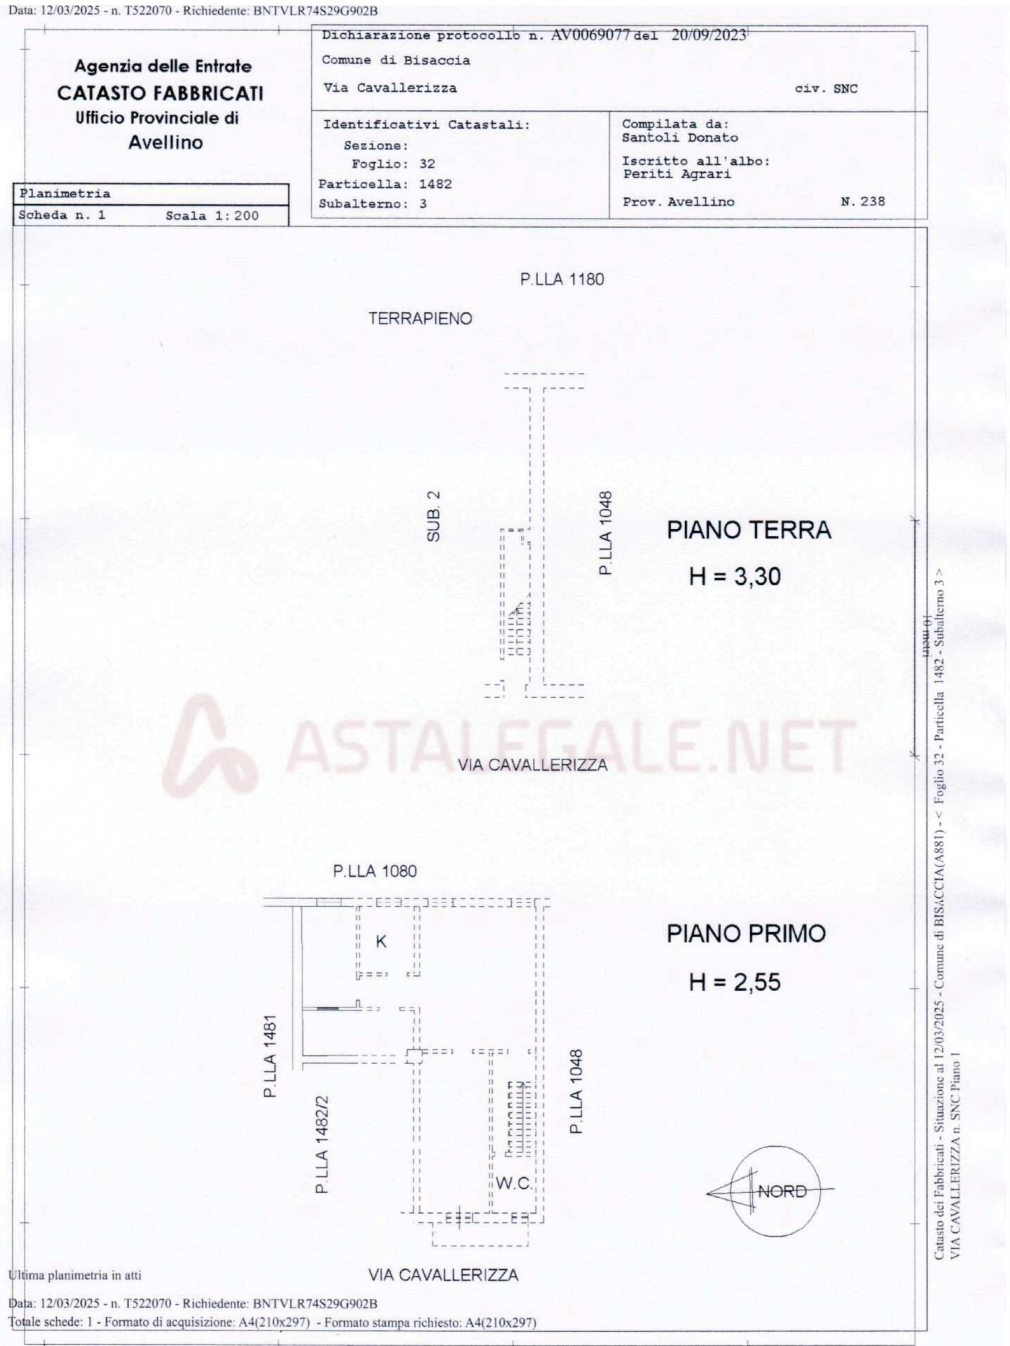 Data: 12/03/2025 - n. T522070 - Richiedente: BNTVLR74S29G902B
Agenzia delle Entrate
CATASTO FABBRICATI
Ufficio Provinciale di
Avellino
Dichiarazione protocollo n. AV0069077 del 20/09/2023
Comune di Bisaccia
Via Cavallerizza civ. SNC
Identificativi Catastali:
Sezione:
Foglio: 32
Particella: 1482
Subalterno: 3
Compilata da:
Santoli Donato
Iscritto all'albo:
Periti Agrari
Prov. Avellino N. 238
Planimetria
Scheda n. 1 Scala 1:200
P.LLA 1180
TERRAPIENO
SUB. 2
P.LLA 1048
PIANO TERRA
H = 3,30
10 metri
ASTALEGALE.NET
VIA CAVALLERIZZA
P.LLA 1080
K
PIANO PRIMO
H = 2,55
P.LLA 1481
P.LLA 1482/2
P.LLA 1048
W.C.
NORD
VIA CAVALLERIZZA
Catasto dei Fabbricati - Situazione al 12/03/2025 - Comune di BISACCIA(A881) - < Foglio 32 - Particella 1482 - Subalterno 3 >
VIA CAVALLERIZZA n. SNC Piano 1
Ultima planimetria in atti
Data: 12/03/2025 - n. T522070 - Richiedente: BNTVLR74S29G902B
Totale schede: 1 - Formato di acquisizione: A4(210x297) - Formato stampa richiesto: A4(210x297)